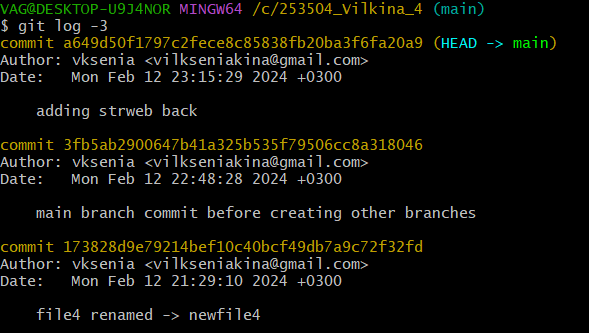 VAG@DESKTOP-U9J4NOR MINGW64 /c/253504_Vilkina_4 (main)
$ git log -3
commit a649d50f1797c2fece8c85838fb20ba3f6fa20a9 (HEAD -> main)
Author: vksenia <vilkseniakina@gmail.com>
Date:   Mon Feb 12 23:15:29 2024 +0300
    adding strweb back
commit 3fb5ab2900647b41a325b535f79506cc8a318046
Author: vksenia <vilkseniakina@gmail.com>
Date:   Mon Feb 12 22:48:28 2024 +0300
    main branch commit before creating other branches
commit 173828d9e79214bef10c40bcf49db7a9c72f32fd
Author: vksenia <vilkseniakina@gmail.com>
Date:   Mon Feb 12 21:29:10 2024 +0300
    file4 renamed -> newfile4